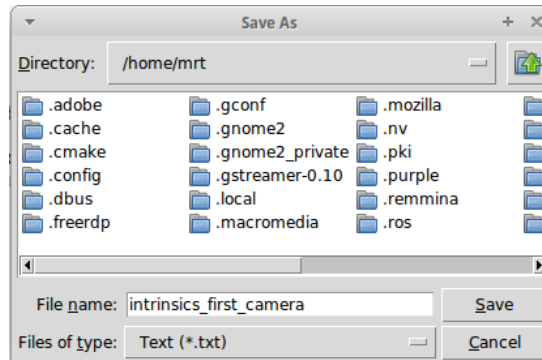 Save As
Directory: /home/mrt
.adobe .gconf .mozilla
.cache .gnome2 .nv
.cmake .gnome2_private .pki
.config .gstreamer-0.10 .purple
.dbus .local .remmina
.freerdp .macromedia .ros
File name: intrinsics_first_camera Save
Files of type: Text (*.txt) Cancel